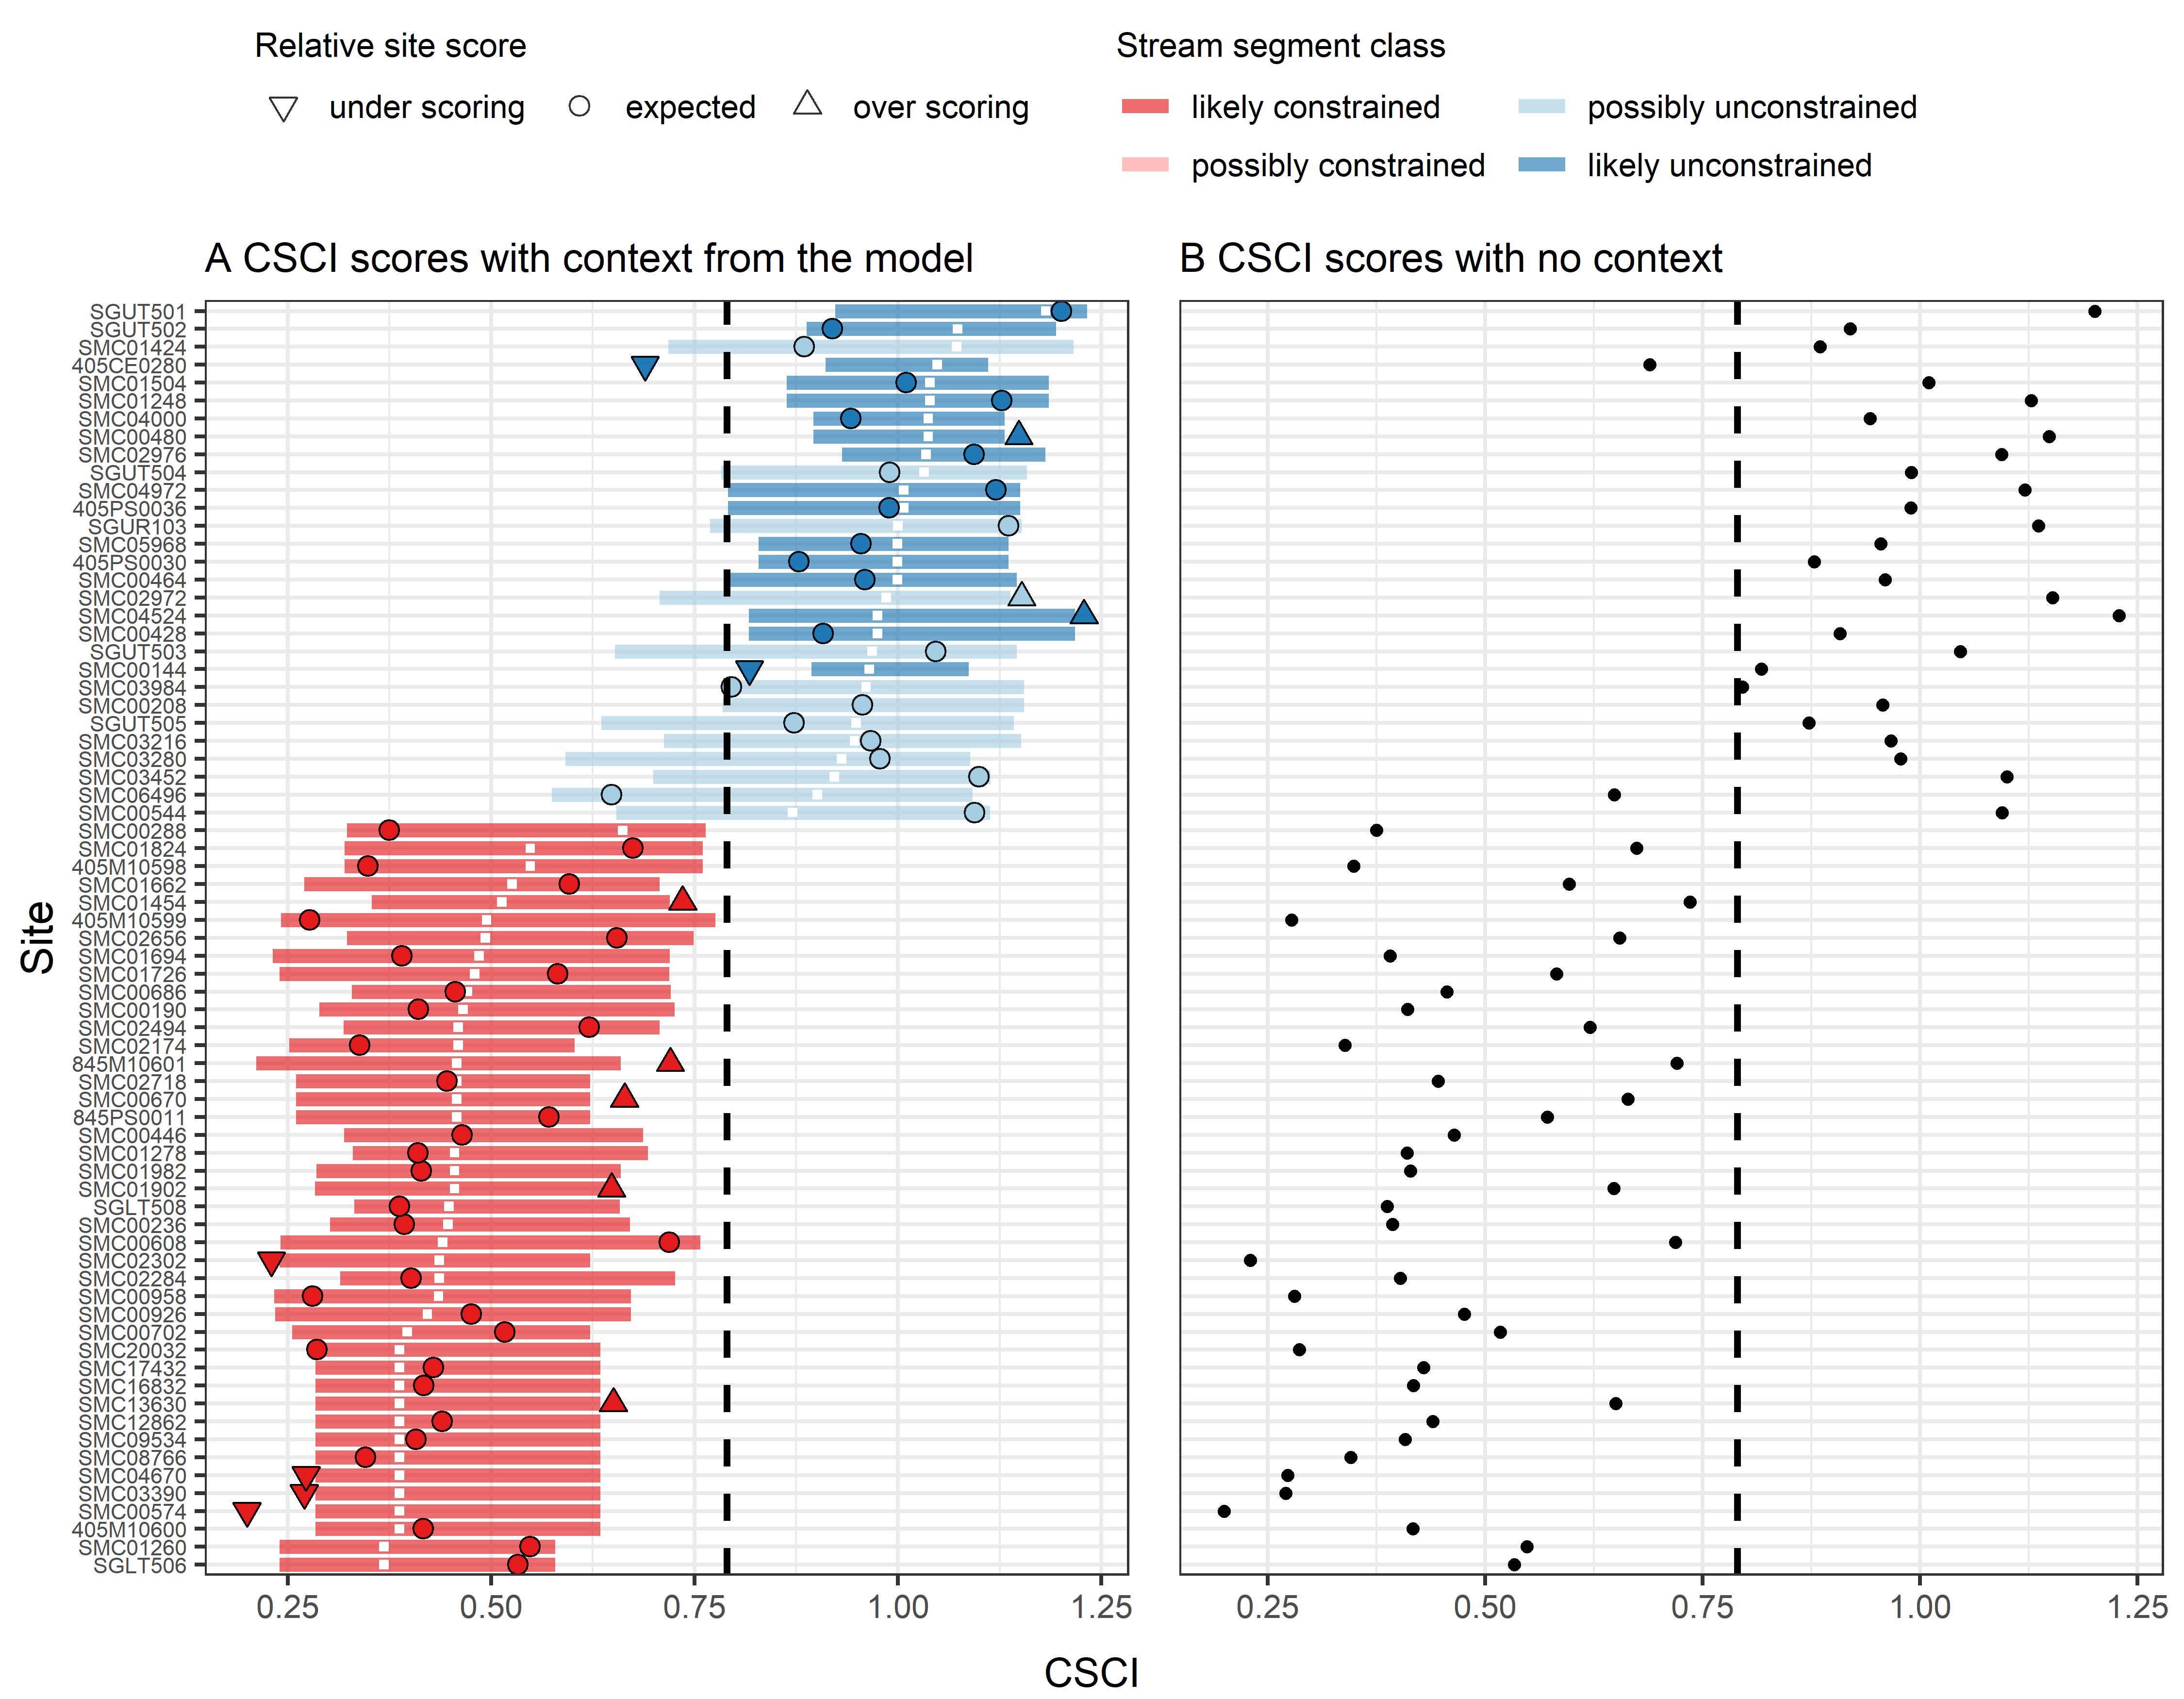 Relative site score
Stream segment class
under scoring
expected
over scoring
likely constrained
possibly unconstrained
possibly constrained
likely unconstrained
A CSCI scores with context from the model
B CSCI scores with no context
SGUT501
SGUT502
SMC01424
405CE0280
SMC01504
SMC01248
SMC04000
SMC00480
SMC02976
SGUT504
SMC04972
405PS0036
SGUR103
SMC05968
405PS0030
SMC00464
SMC02972
SMC04524
SMC00428
SGUT503
SMC00144
SMC03984
SMC00208
SGUT505
SMC03216
SMC03280
SMC03452
SMC06496
SMC00544
SMC00288
SMC01824
405M10598
SMC01662
SMC01454
405M10599
SMC02656
SMC01694
SMC01726
SMC00686
SMC00190
SMC02494
SMC02174
845M10601
SMC02718
SMC00670
845PS0011
SMC00446
SMC01278
SMC01982
SMC01902
SGLT508
SMC00236
SMC00608
SMC02302
SMC02284
SMC00958
SMC00926
SMC00702
SMC20032
SMC17432
SMC16832
SMC13630
SMC12862
SMC09534
SMC08766
SMC04670
SMC03390
SMC00574
405M10600
SMC01260
SGLT506
Site
0.25 0.50 0.75 1.00 1.25
0.25 0.50 0.75 1.00 1.25
CSCI